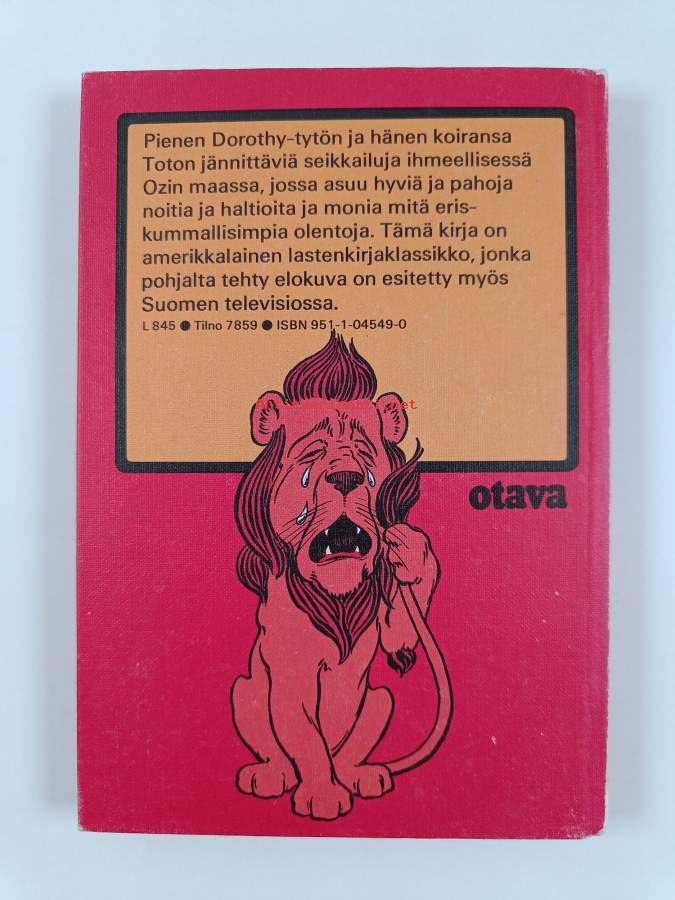 Pienen Dorothy-tytön ja hänen koiransa
Toton jännittäviä seikkailuja ihmeellisessä
Ozin maassa, jossa asuu hyviä ja pahoja
noitia ja haltioita ja monia mitä eris-
kummallisimpia olentoja. Tämä kirja on
amerikkalainen lastenkirjaklassikko, jonka
pohjalta tehty elokuva on esitetty myös
Suomen televisiossa.
L 845 ● Tilno 7859 ● ISBN 951-1-04549-0
otava